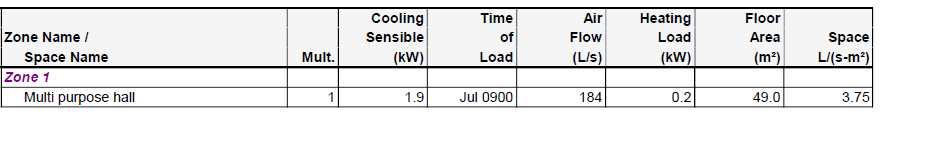 Cooling Time Air Heating Floor
Zone Name / Sensible of Flow Load Area Space
Space Name Mult. (kW) Load (L/s) (kW) (m²) L/(s-m²)
Zone 1
Multi purpose hall 1 1.9 Jul 0900 184 0.2 49.0 3.75